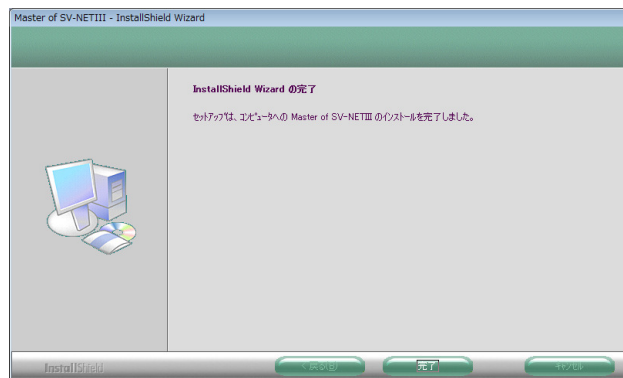 Master of SV-NETIII - InstallShield Wizard
InstallShield Wizard の完了
セットアップは、コンピュータへの Master of SV-NETⅢ のインストールを完了しました。
InstallShield
< 戻る(B)
完了
キャンセル